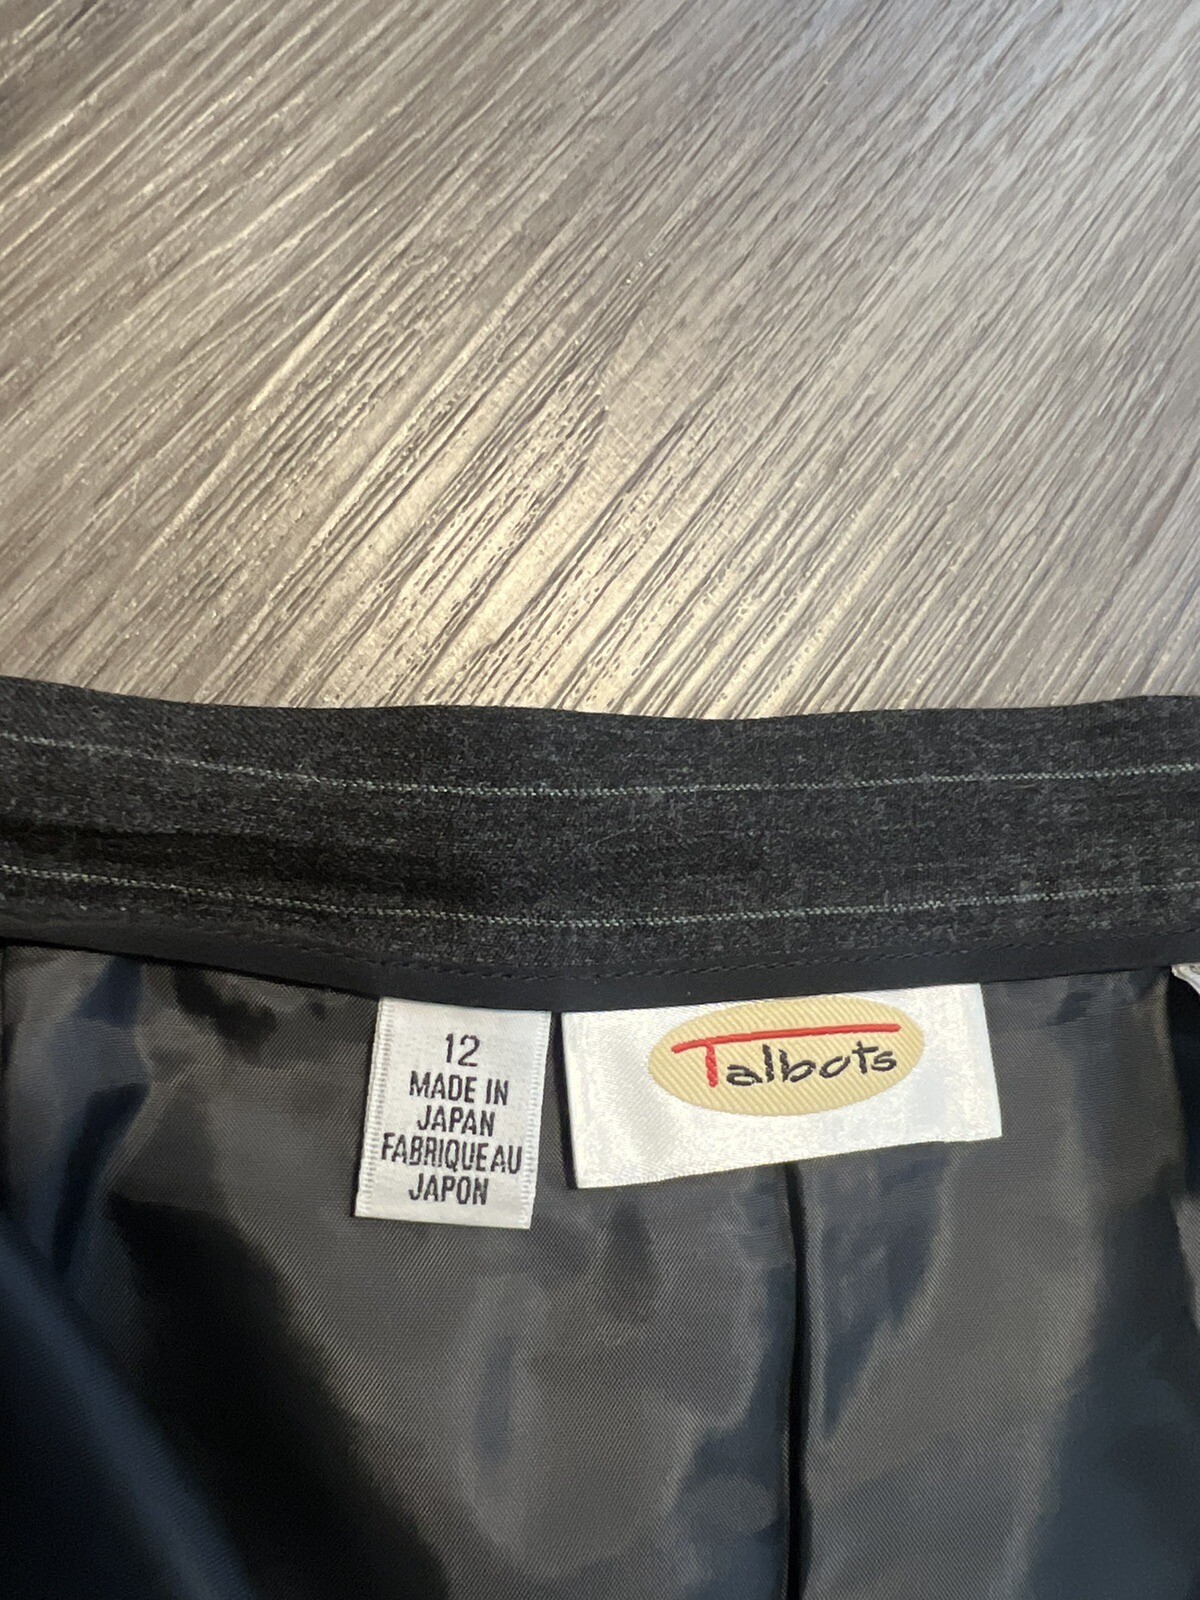 12
MADE IN
JAPAN
FABRIQUE AU
JAPON
Talbots